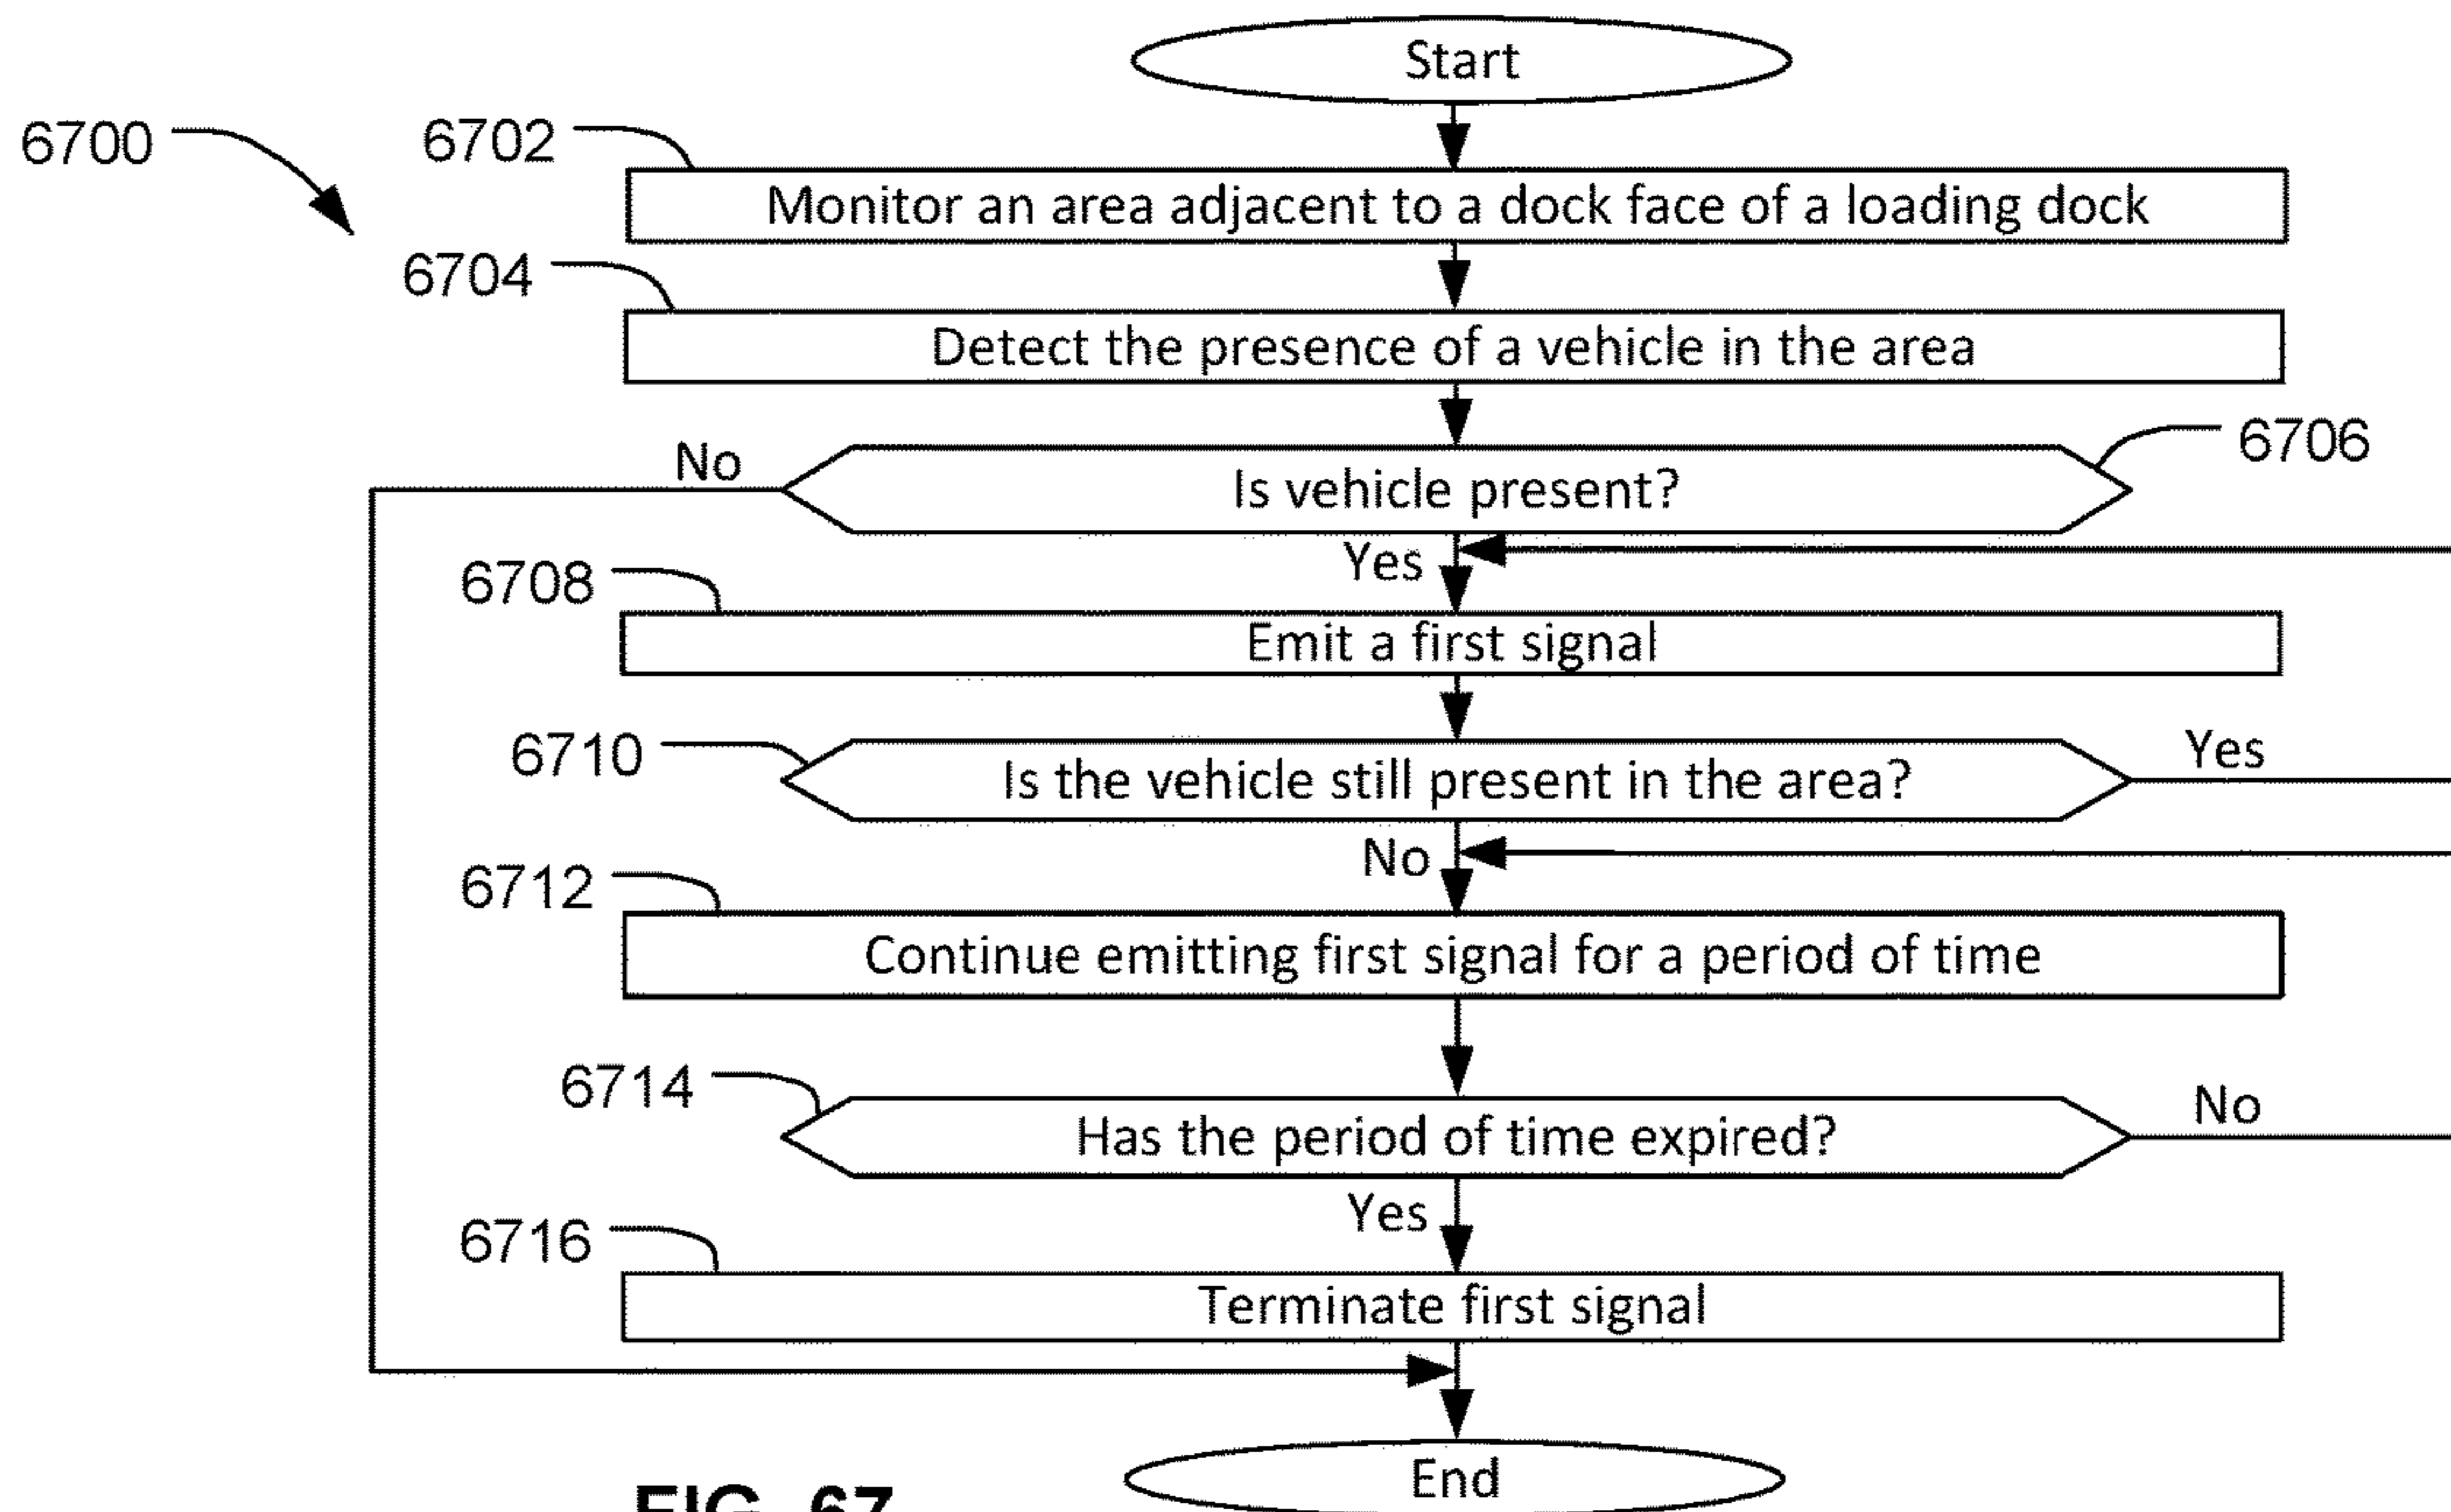 Start
6700
6702
Monitor an area adjacent to a dock face of a loading dock
6704
Detect the presence of a vehicle in the area
No
Is vehicle present?
6706
Yes
6708
Emit a first signal
6710
Is the vehicle still present in the area?
Yes
No
6712
Continue emitting first signal for a period of time
6714
Has the period of time expired?
No
Yes
6716
Terminate first signal
End
FIG. 67